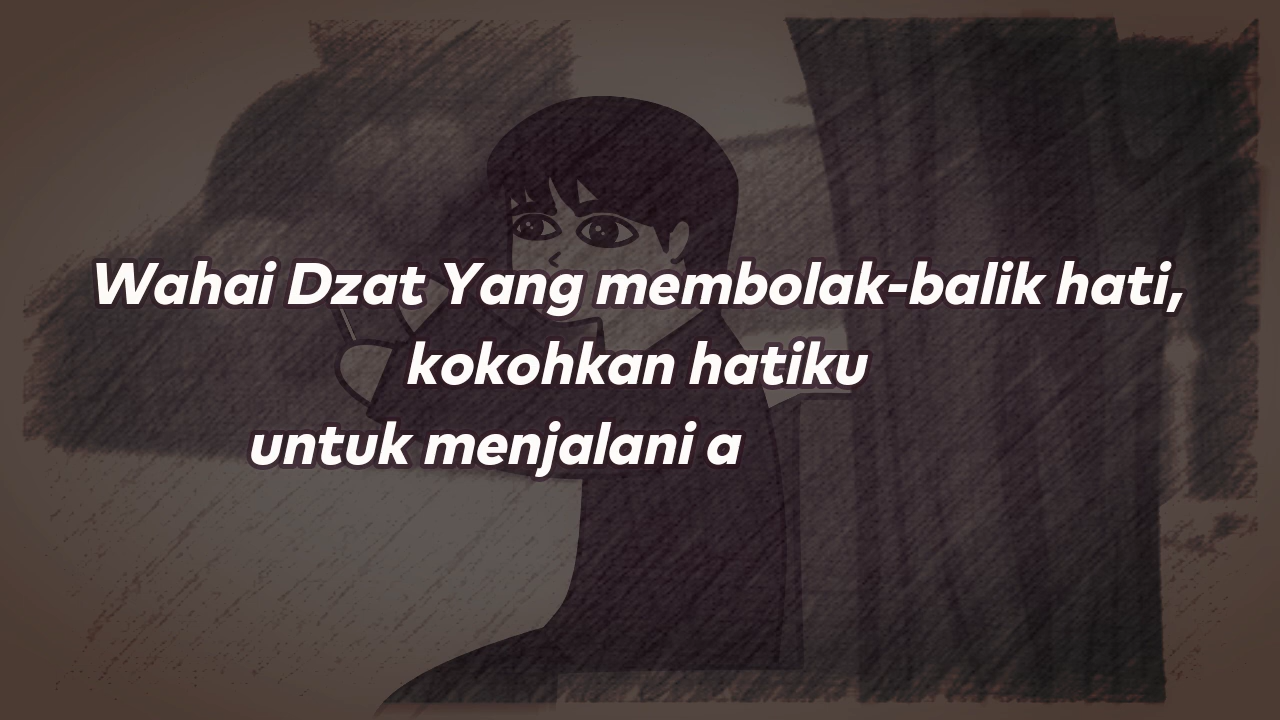 Wahai Dzat Yang membolak-balik hati,
kokohkan hatiku
untuk menjalani a